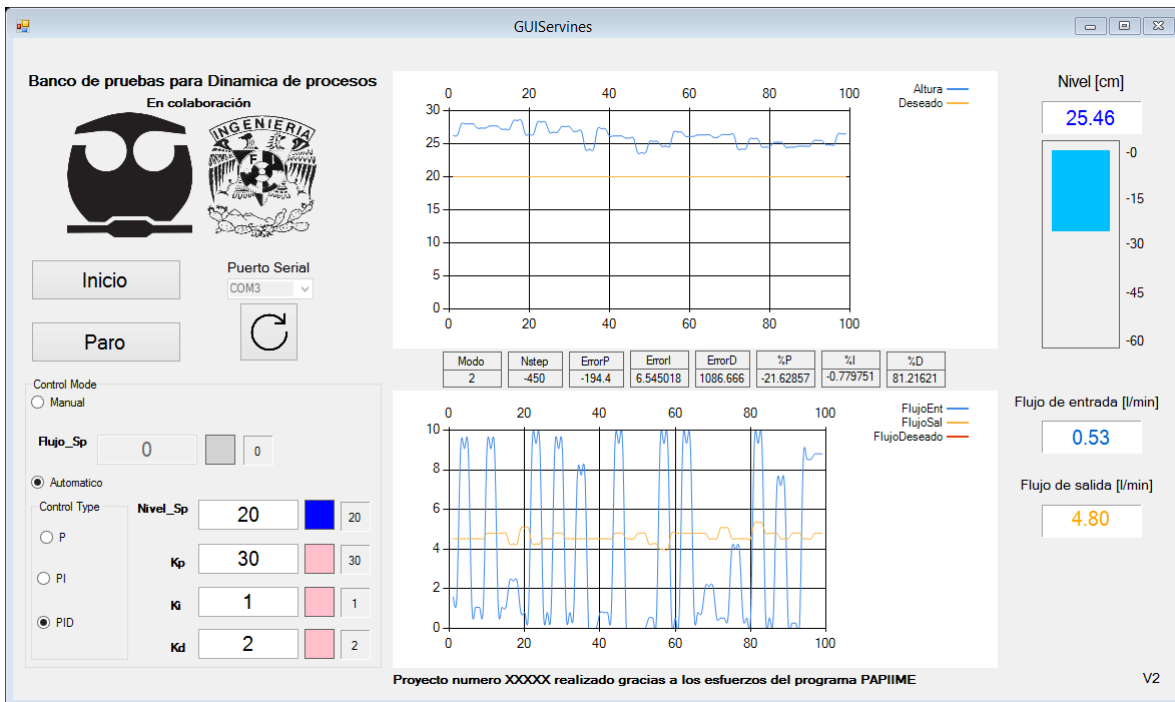 GUIServines
Banco de pruebas para Dinamica de procesos
En colaboración
INGENIERIA
F I
Inicio
Puerto Serial
COM3
Paro
Control Mode
Manual
Flujo_Sp 0 0
Automatico
Control Type
P
PI
PID
Nivel_Sp 20 20
Kp 30 30
Ki 1 1
Kd 2 2
0 20 40 60 80 100
Altura
Deseado
30
25
20
15
10
5
0
0 20 40 60 80 100
Modo Nstep ErrorP ErrorI ErrorD %P %I %D
2 -450 -194.4 6.545018 1086.666 -21.62857 -0.779751 81.21621
0 20 40 60 80 100
FlujoEnt
FlujoSal
FlujoDeseado
10
8
6
4
2
0
0 20 40 60 80 100
Nivel [cm]
25.46
-0
-15
-30
-45
-60
Flujo de entrada [l/min]
0.53
Flujo de salida [l/min]
4.80
Proyecto numero XXXXX realizado gracias a los esfuerzos del programa PAPIIME
V2